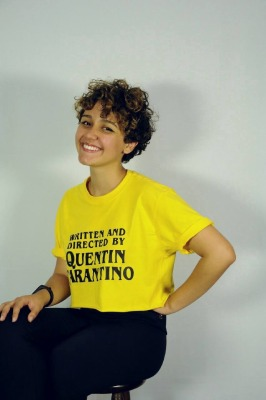 WRITTEN AND
DIRECTED BY
QUENTIN
TARANTINO